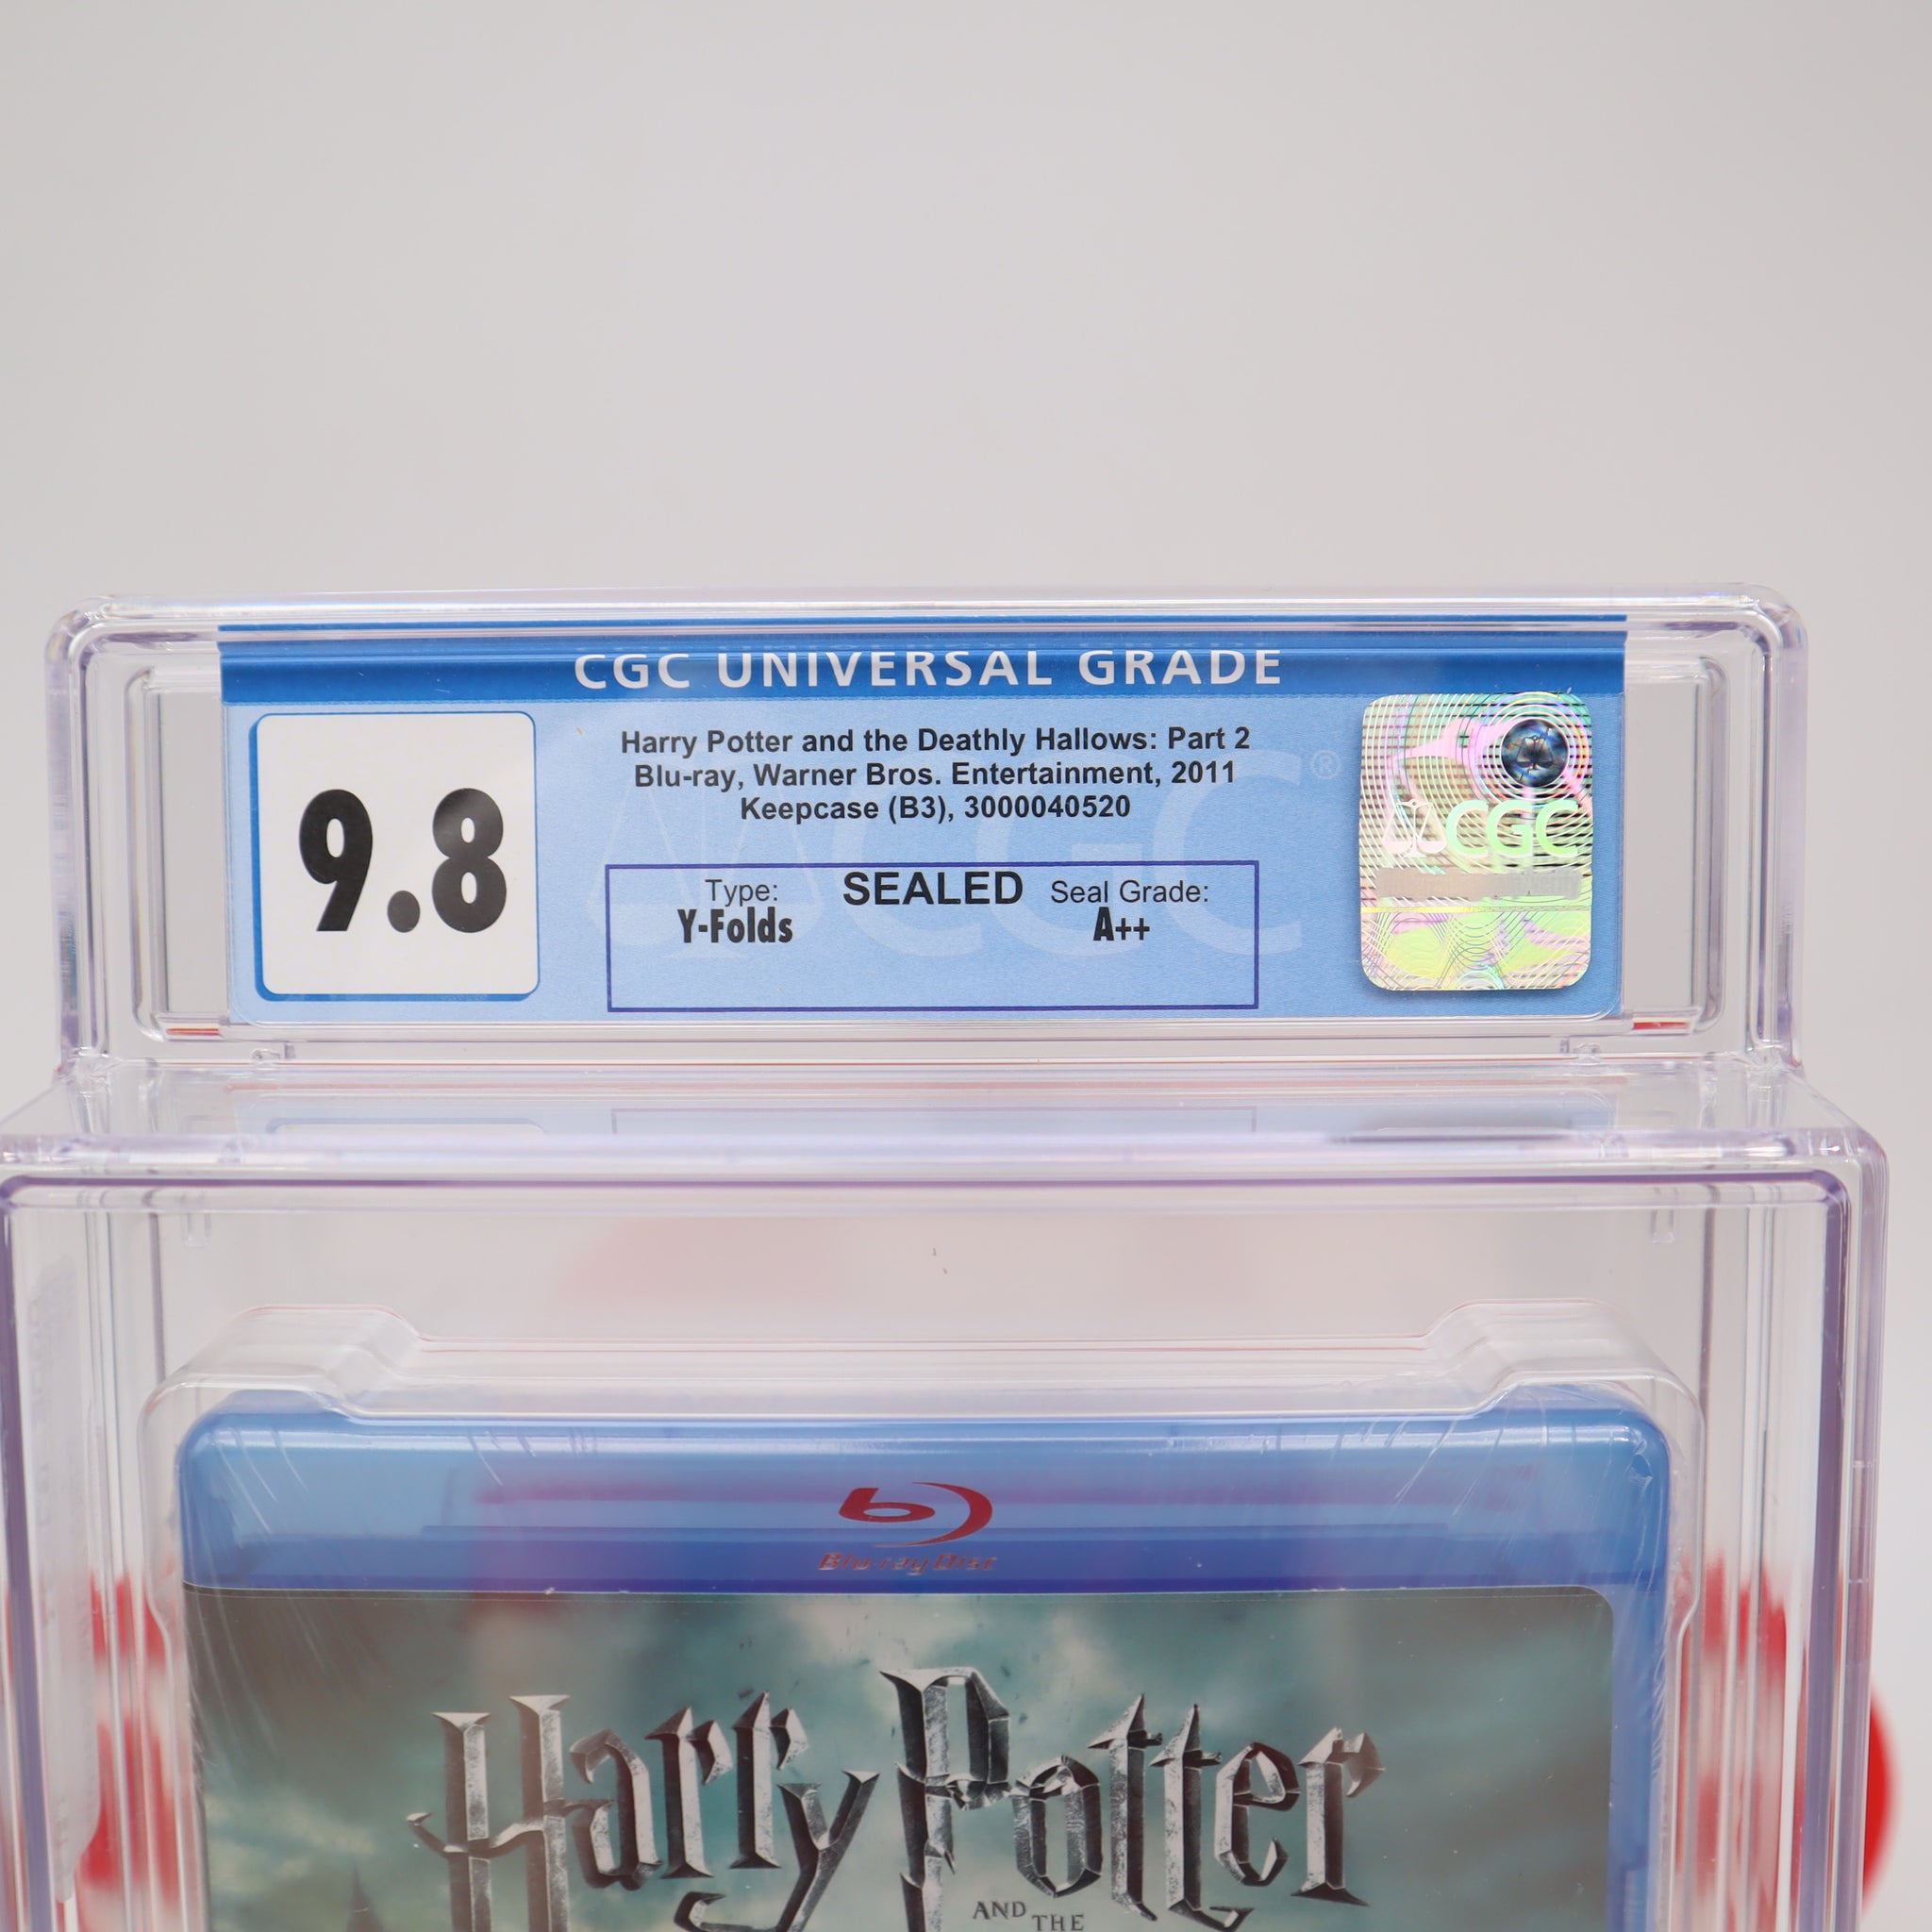 CGC UNIVERSAL GRADE
9.8
Harry Potter and the Deathly Hallows: Part 2
Blu-ray, Warner Bros. Entertainment, 2011
Keepcase (B3), 3000040520
CGC®
Type: SEALED Seal Grade:
Y-Folds A++
CGC
Blu-ray Disc
Harry Potter
AND THE